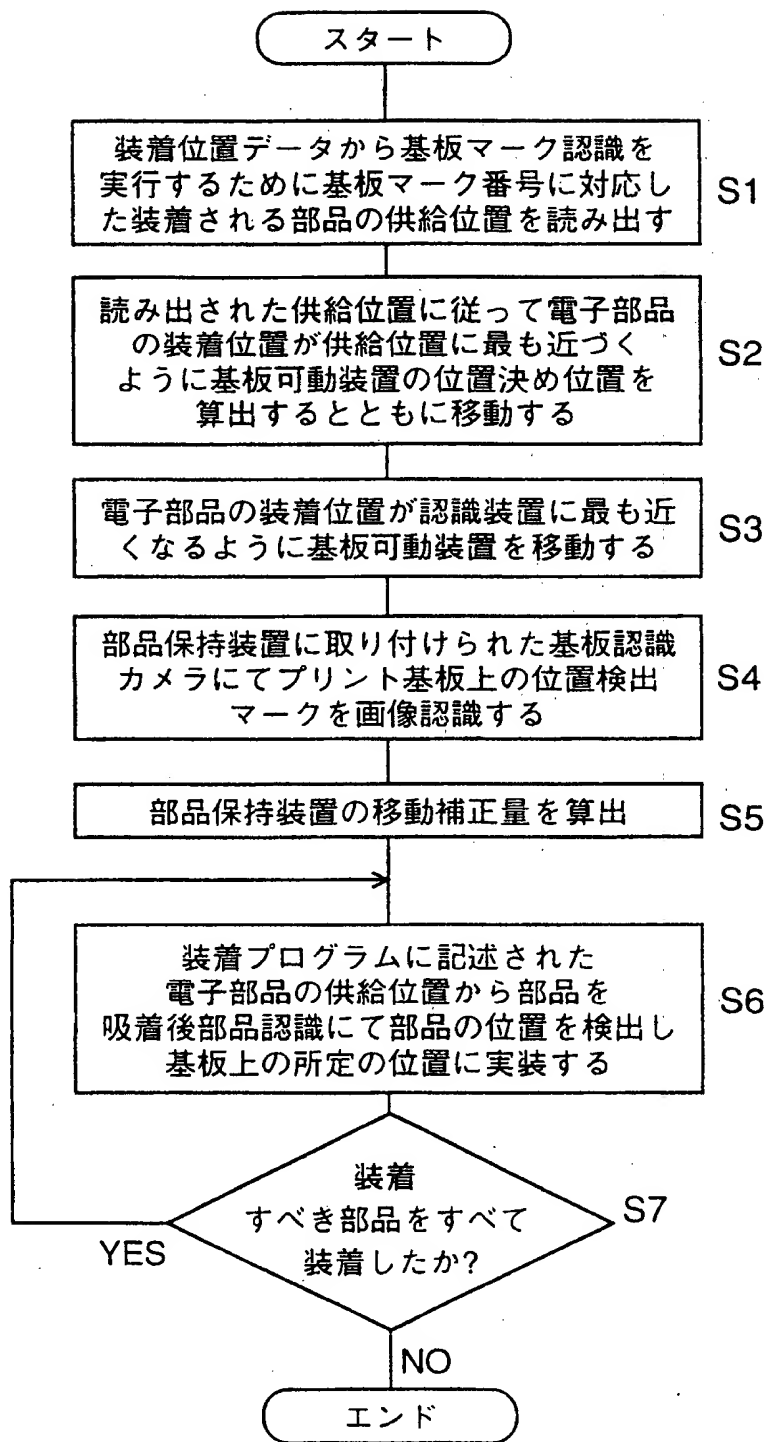 スタート
装着位置データから基板マーク認識を
実行するために基板マーク番号に対応し
た装着される部品の供給位置を読み出す
S1
読み出された供給位置に従って電子部品
の装着位置が供給位置に最も近づく
ように基板可動装置の位置決め位置を
算出するとともに移動する
S2
電子部品の装着位置が認識装置に最も近
くなるように基板可動装置を移動する
S3
部品保持装置に取り付けられた基板認識
カメラにてプリント基板上の位置検出
マークを画像認識する
S4
部品保持装置の移動補正量を算出
S5
装着プログラムに記述された
電子部品の供給位置から部品を
吸着後部品認識にて部品の位置を検出し
基板上の所定の位置に実装する
S6
装着
すべき部品をすべて
装着したか?
S7
YES
NO
エンド